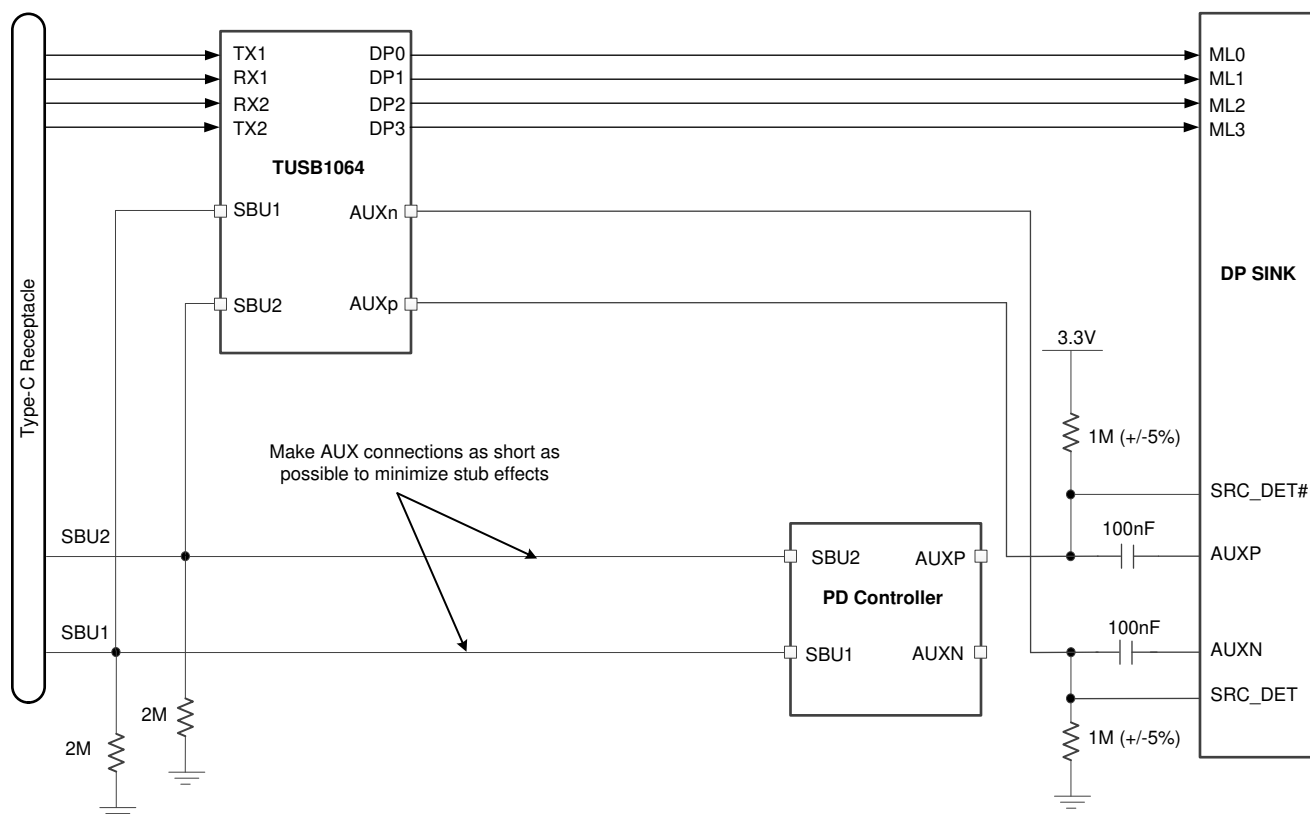 TX1
DP0
ML0
RX1
DP1
ML1
RX2
DP2
ML2
TX2
DP3
ML3
TUSB1064
SBU1
AUXn
SBU2
AUXp
DP SINK
Type-C Receptacle
3.3V
1M (+/-5%)
Make AUX connections as short as
possible to minimize stub effects
SRC_DET#
100nF
SBU2
SBU2
AUXP
AUXP
PD Controller
SBU1
100nF
SBU1
AUXN
AUXN
SRC_DET
2M
1M (+/-5%)
2M